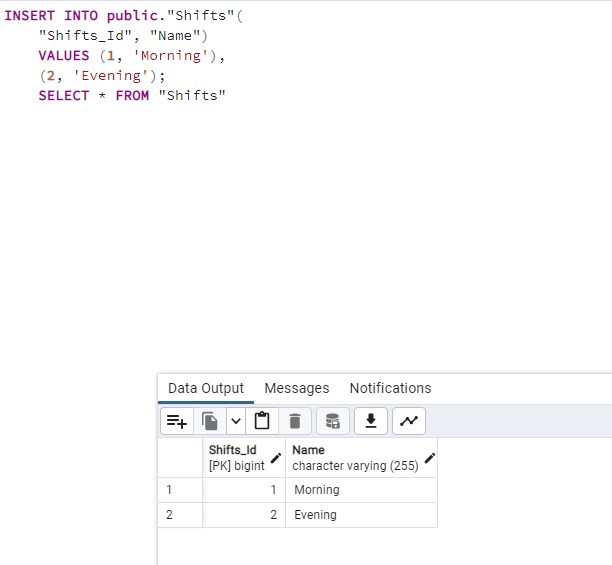 INSERT INTO public."Shifts"(
"Shifts_Id", "Name")
VALUES (1, 'Morning'),
(2, 'Evening');
SELECT * FROM "Shifts"
Data Output Messages Notifications
Shifts_Id Name
[PK] bigint character varying (255)
1 1 Morning
2 2 Evening